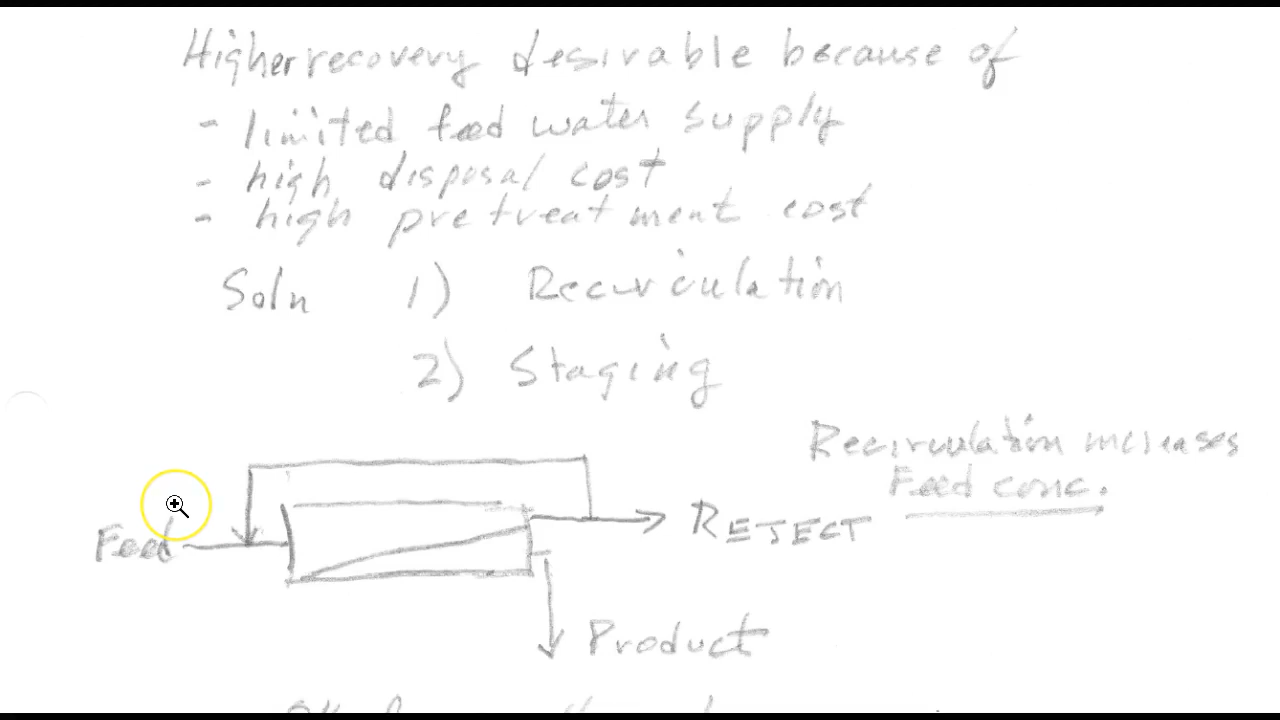 Higher recovery desirable because of
- limited feed water supply
- high disposal cost
- high pretreatment cost
Soln 1) Recirculation
2) Staging
Recirculation increases
Feed conc.
Feed
REJECT
Product